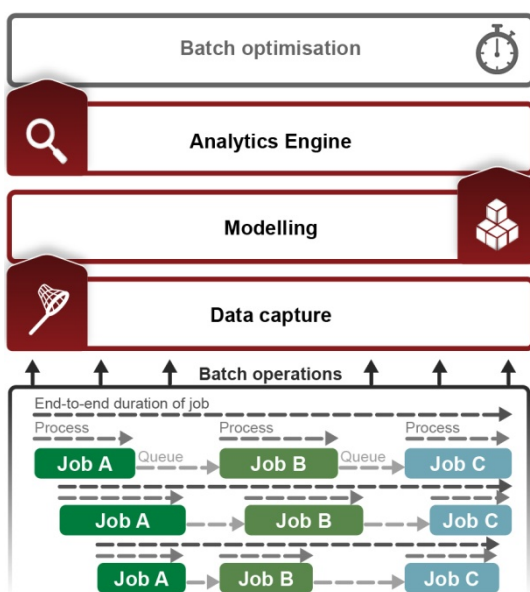 Batch optimisation
Analytics Engine
Modelling
Data capture
Batch operations
End-to-end duration of job
Process Process Process
Job A Queue Job B Queue Job C
Job A Job B Job C
Job A Job B Job C